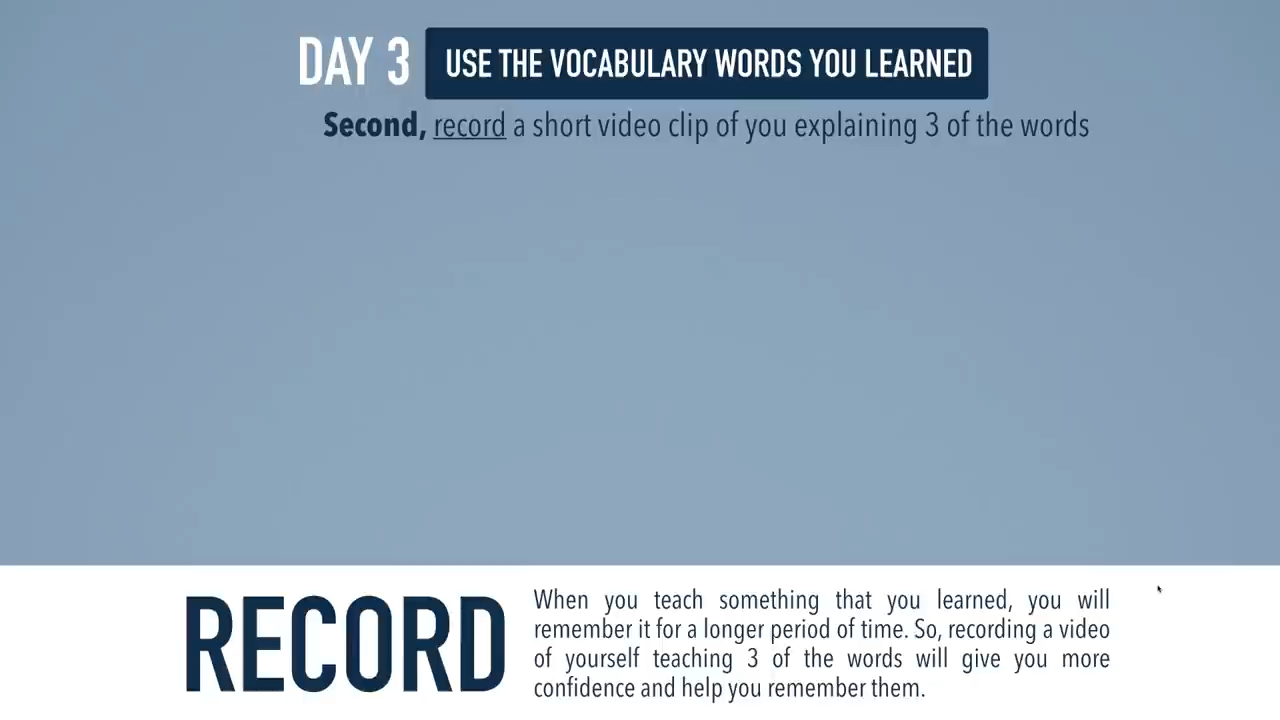 DAY 3 USE THE VOCABULARY WORDS YOU LEARNED
Second, record a short video clip of you explaining 3 of the words
RECORD
When you teach something that you learned, you will
remember it for a longer period of time. So, recording a video
of yourself teaching 3 of the words will give you more
confidence and help you remember them.